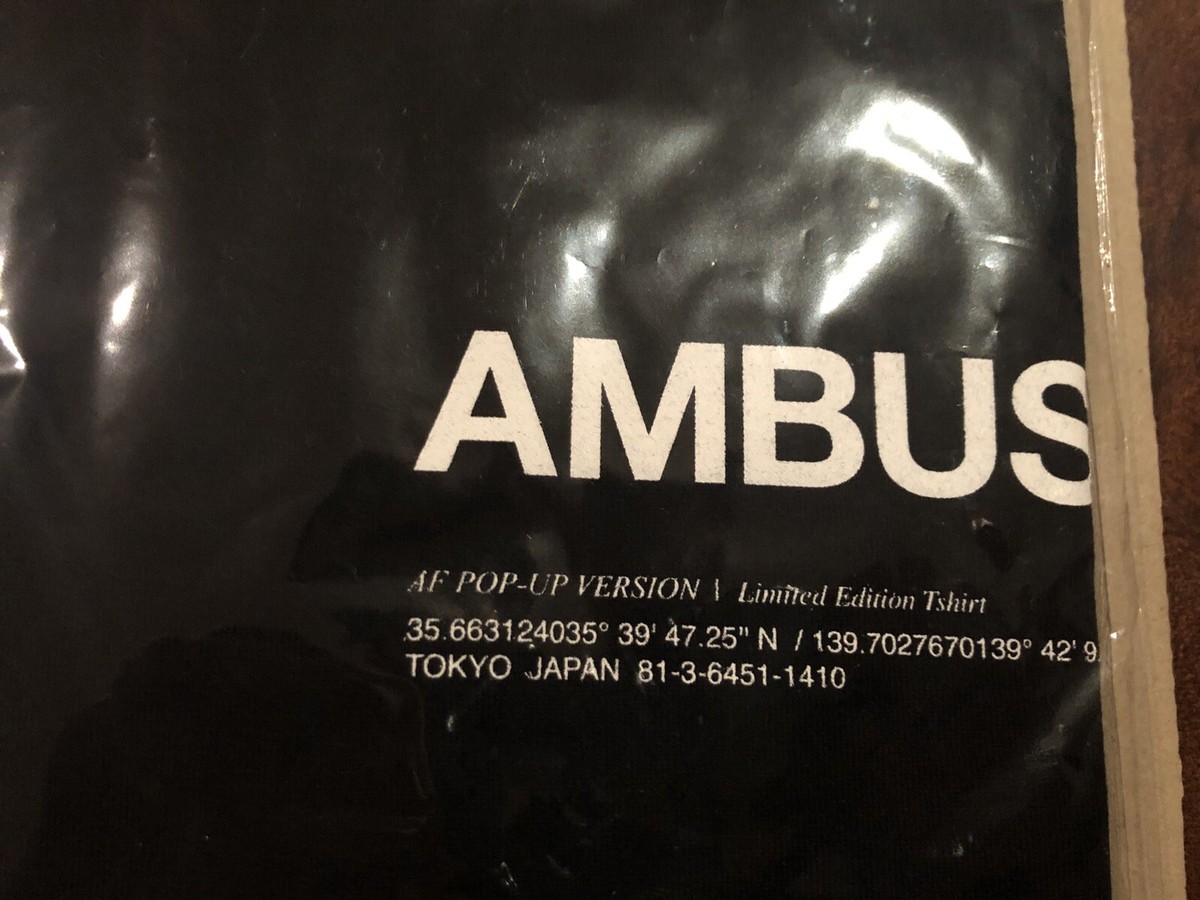 AMBUS
AF POP-UP VERSION \ Limited Edition Tshirt
35.663124035° 39' 47.25" N / 139.7027670139° 42' 9.
TOKYO JAPAN 81-3-6451-1410